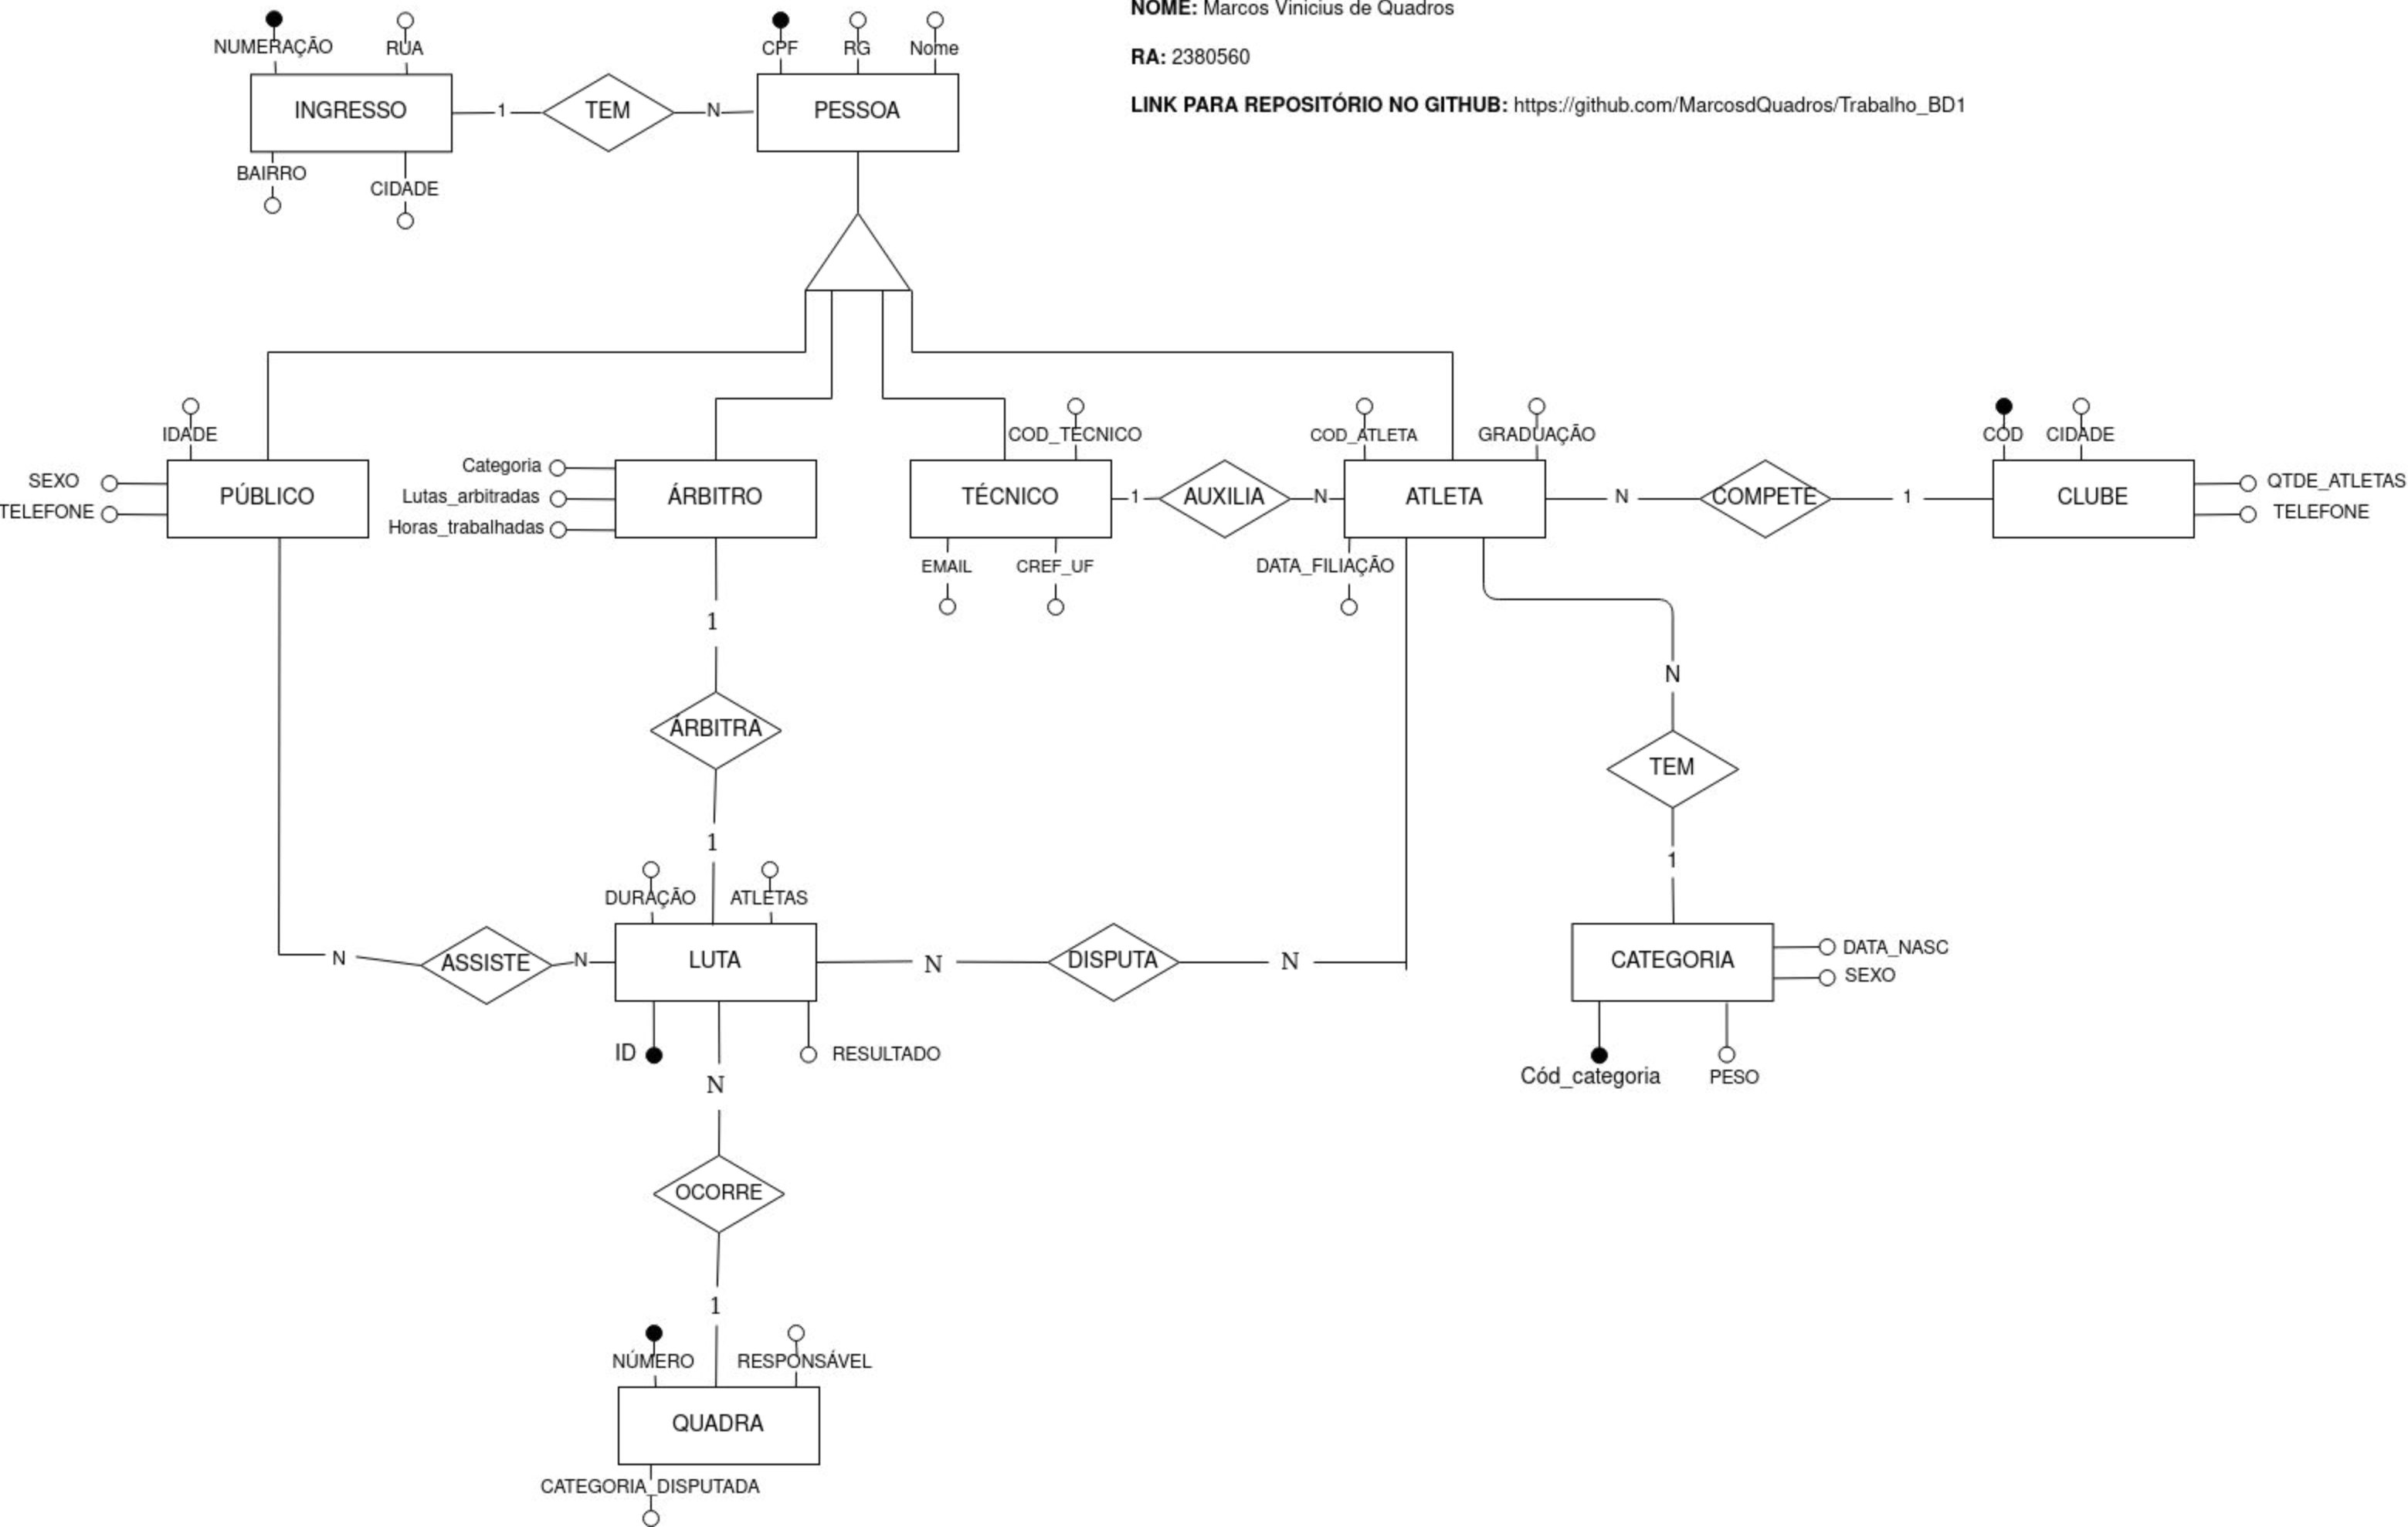 NOME: Marcos Vinicius de Quadros
NUMERAÇÃO RUA CPF RG Nome
RA: 2380560
LINK PARA REPOSITÓRIO NO GITHUB: https://github.com/MarcosdQuadros/Trabalho_BD1
INGRESSO 1 TEM N PESSOA
BAIRRO
CIDADE
IDADE COD_TECNICO COD_ATLETA GRADUAÇÃO COD CIDADE
Categoria
SEXO QTDE_ATLETAS
PÚBLICO Lutas_arbitradas ÁRBITRO TÉCNICO 1 AUXILIA N ATLETA N COMPETE 1 CLUBE
TELEFONE TELEFONE
Horas_trabalhadas
EMAIL CREF_UF DATA_FILIAÇÃO
1
N
ÁRBITRA
TEM
1
1
DURAÇÃO ATLETAS
DATA_NASC
N ASSISTE N LUTA N DISPUTA N CATEGORIA
SEXO
ID RESULTADO
Cód_categoria PESO
N
OCORRE
1
NÚMERO RESPONSÁVEL
QUADRA
CATEGORIA_DISPUTADA